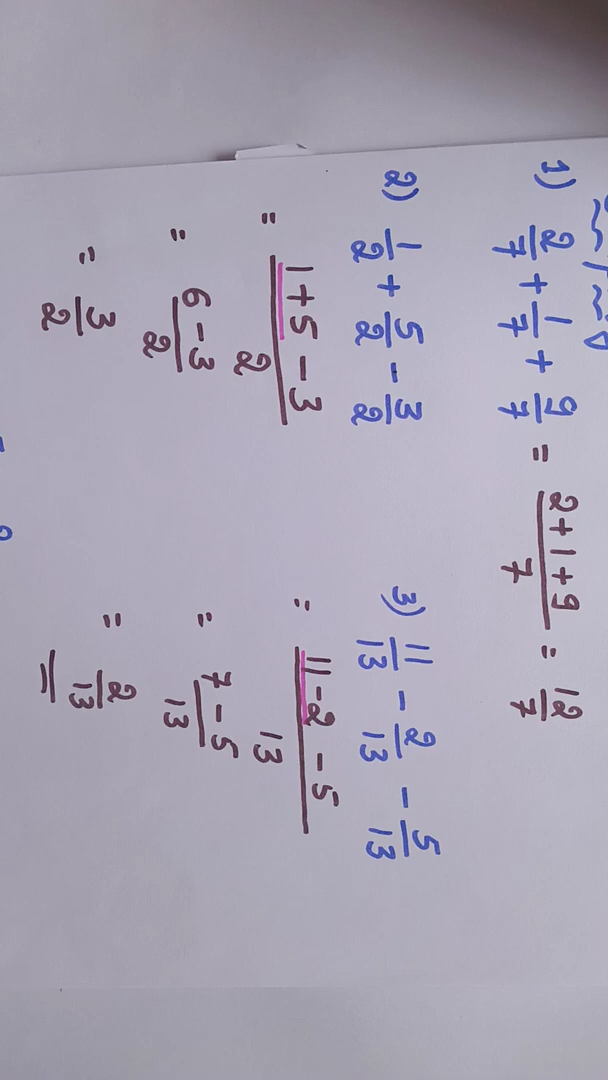 1) 2/7 + 1/7 + 9/7 = (2+1+9)/7 = 12/7
2) 1/2 + 5/2 - 3/2
= (1+5-3)/2
= (6-3)/2
= 3/2
3) 11/13 - 2/13 - 5/13
= (11-2-5)/13
= (7-5)/13
= 2/13